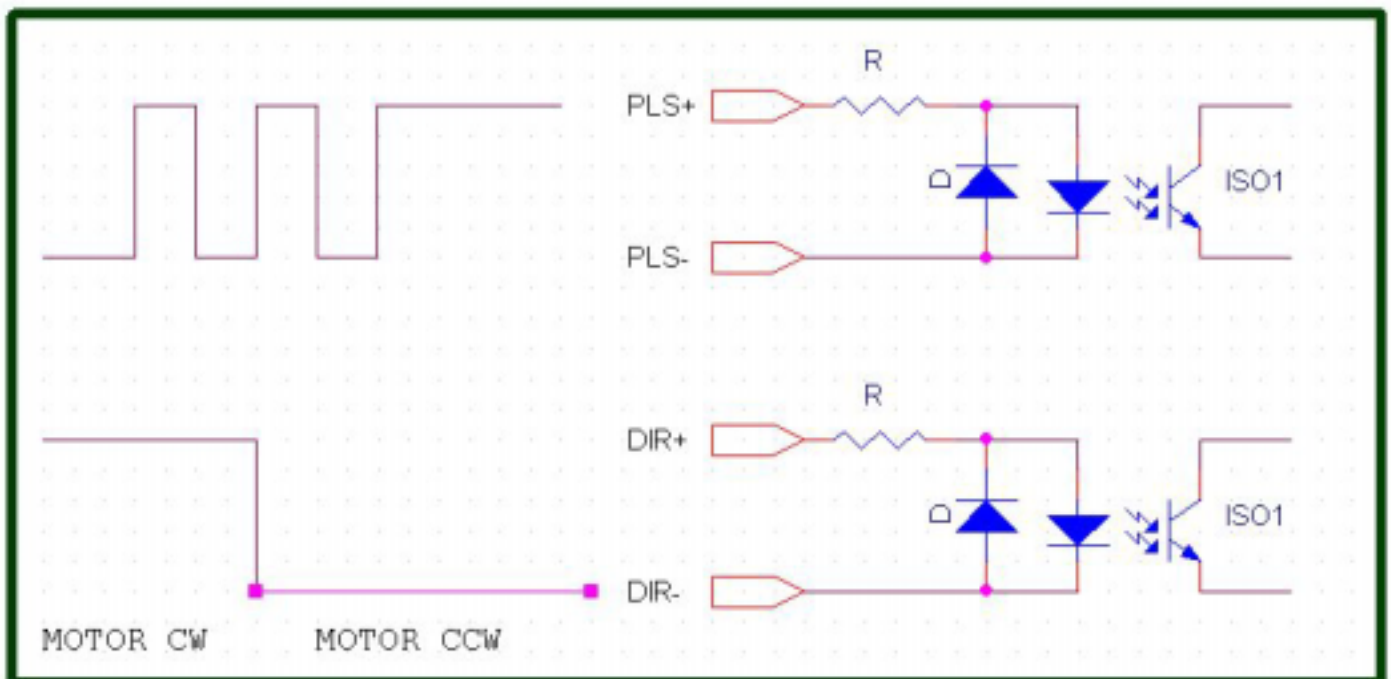 R
PLS+
D
ISO1
PLS-
R
DIR+
D
ISO1
DIR-
MOTOR CW MOTOR CCW